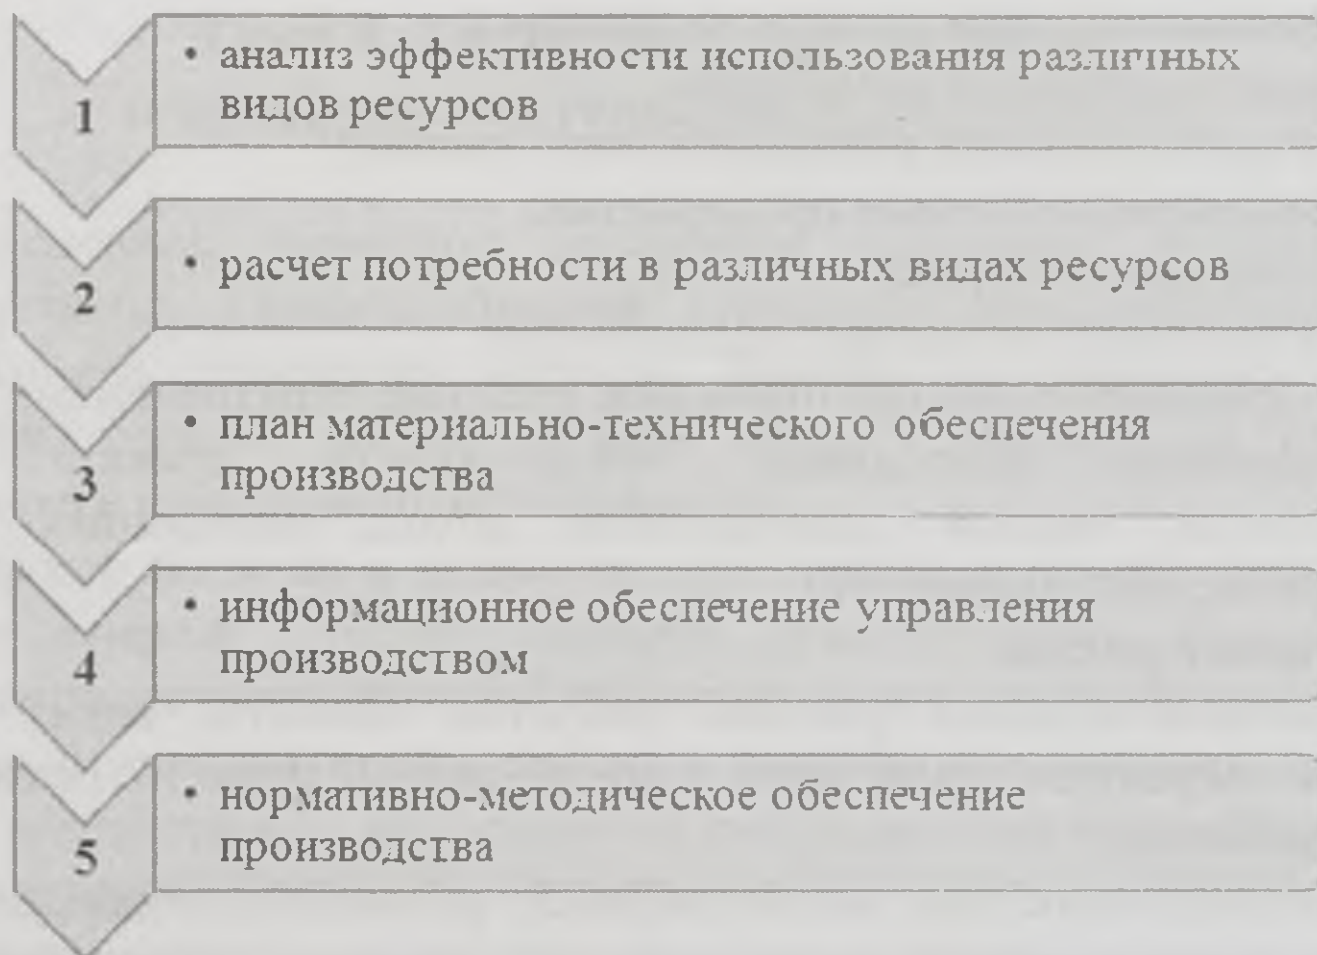 1
• анализ эффективности использования различных
видов ресурсов
2
• расчет потребности в различных видах ресурсов
3
• план материально-технического обеспечения
производства
4
• информационное обеспечение управления
производством
5
• нормативно-методическое обеспечение
производства